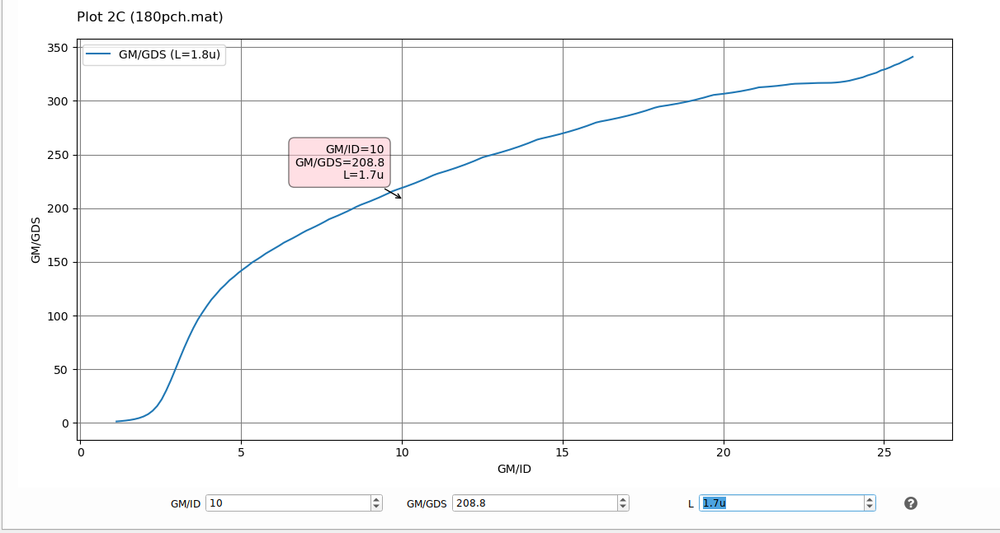 Plot 2C (180pch.mat)
GM/GDS (L=1.8u)
350
300
250
200
150
100
50
0
GM/GDS
GM/ID=10
GM/GDS=208.8
L=1.7u
0 5 10 15 20 25
GM/ID
GM/ID 10 GM/GDS 208.8 L 1.7u ?